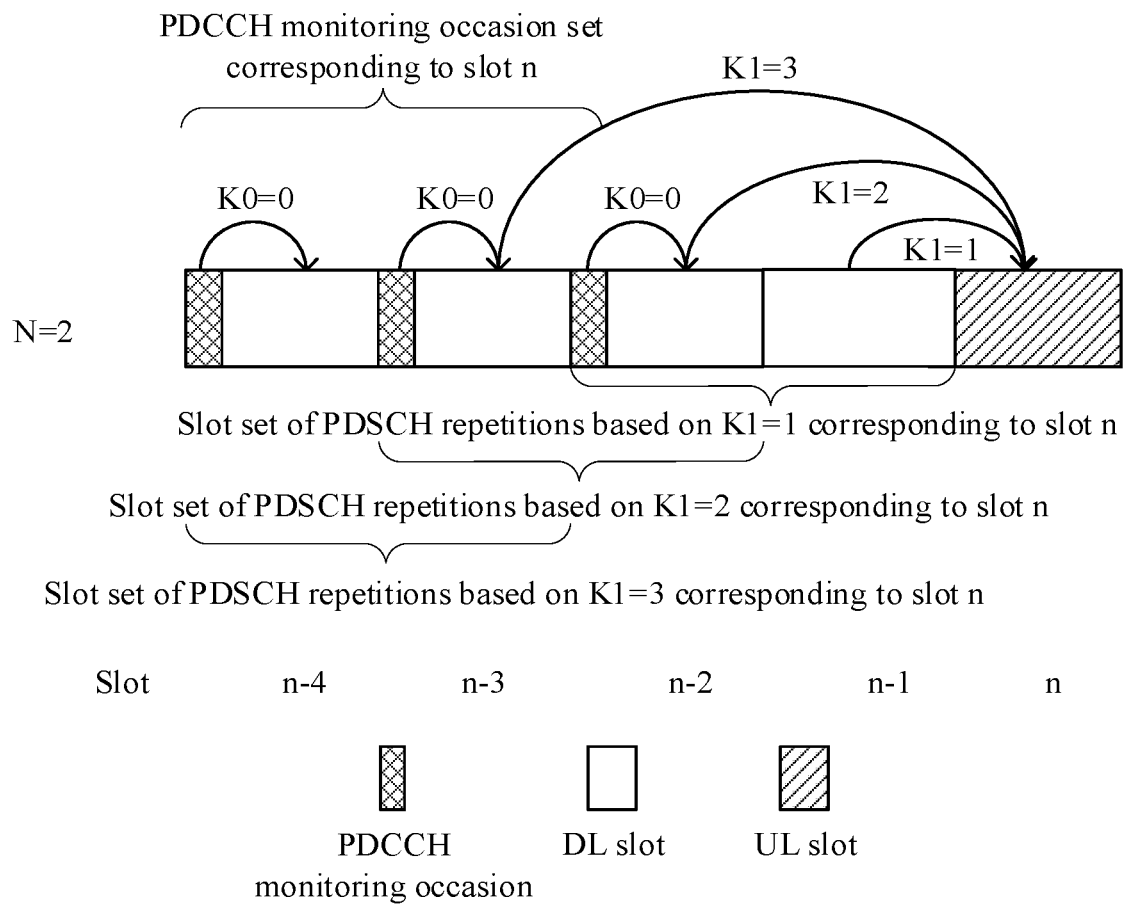 PDCCH monitoring occasion set
corresponding to slot n
K1=3
K0=0
K0=0
K0=0
K1=2
K1=1
N=2
Slot set of PDSCH repetitions based on K1=1 corresponding to slot n
Slot set of PDSCH repetitions based on K1=2 corresponding to slot n
Slot set of PDSCH repetitions based on K1=3 corresponding to slot n
Slot n-4 n-3 n-2 n-1 n
PDCCH
monitoring occasion
DL slot
UL slot